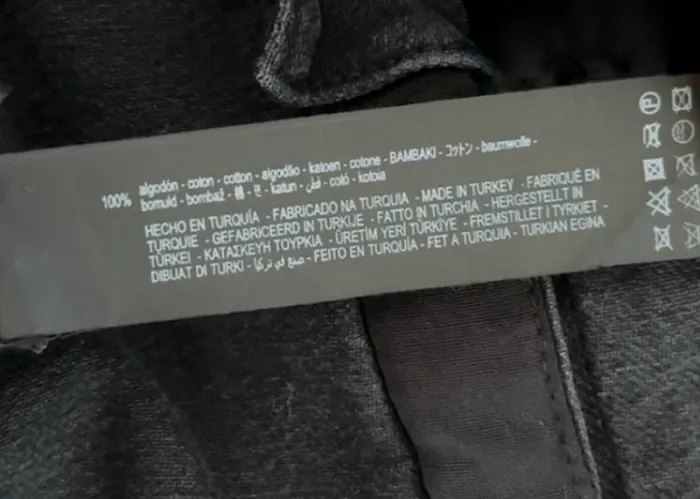 100% algodón - coton - cotton - algodão - katoen - cotone - BAMBAKI - コットン - baumwolle -
bomuld - bombaž - 棉 - 면 - katun - قطن - cotó - kotoia
HECHO EN TURQUÍA - FABRICADO NA TURQUIA - MADE IN TURKEY - FABRIQUÉ EN
TURQUIE - GEFABRICEERD IN TURKIJE - FATTO IN TURCHIA - HERGESTELLT IN
TÜRKEI - ΚΑΤΑΣΚΕΥΗ ΤΟΥΡΚΙΑ - ÜRETİM YERİ TÜRKİYE - FREMSTILLET I TYRKIET -
DIBUAT DI TURKI - صنع في تركيا - FEITO EN TURQUÍA - FET A TURQUIA - TURKIAN EGINA